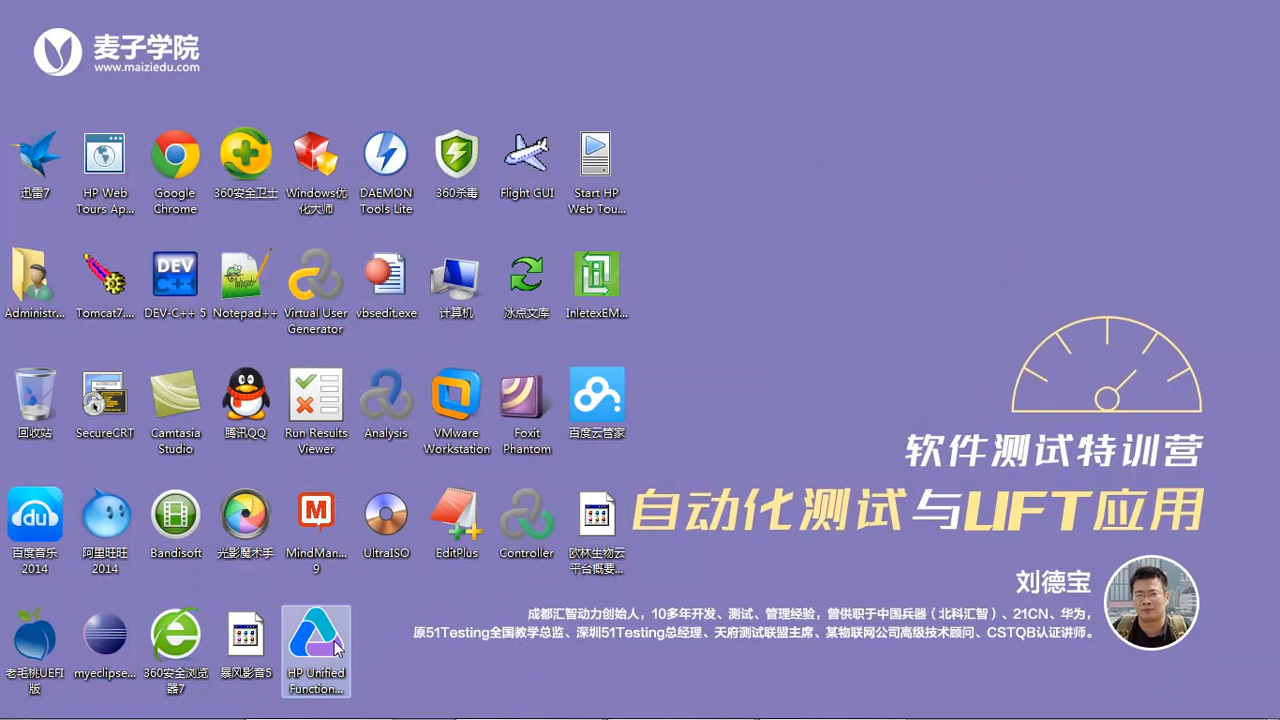 麦子学院
www.maiziedu.com
迅雷7
HP Web
Tours Ap...
Google
Chrome
360安全卫士
Windows优
化大师
DAEMON
Tools Lite
360杀毒
Flight GUI
Start HP
Web Tou...
Administr...
Tomcat7....
DEV
C++
DEV-C++ 5
Notepad++
Virtual User
Generator
vbsedit.exe
计算机
冰点文库
InletexEM...
回收站
SecureCRT
Camtasia
Studio
腾讯QQ
Run Results
Viewer
Analysis
VMware
Workstation
Foxit
Phantom
百度云管家
软件测试特训营
自动化测试与UFT应用
du
百度音乐
2014
阿里旺旺
2014
Bandisoft
光影魔术手
M
MindMan...
9
UltraISO
EditPlus
Controller
欧林生物云
平台概要...
刘德宝
成都汇智动力创始人，10多年开发、测试、管理经验，曾供职于中国兵器（北科汇智）、21CN、华为，
原51Testing全国教学总监、深圳51Testing总经理、天府测试联盟主席、某物联网公司高级技术顾问、CSTQB认证讲师。
老毛桃UEFI
版
myeclipse...
360安全浏览
器7
暴风影音5
HP Unified
Function...